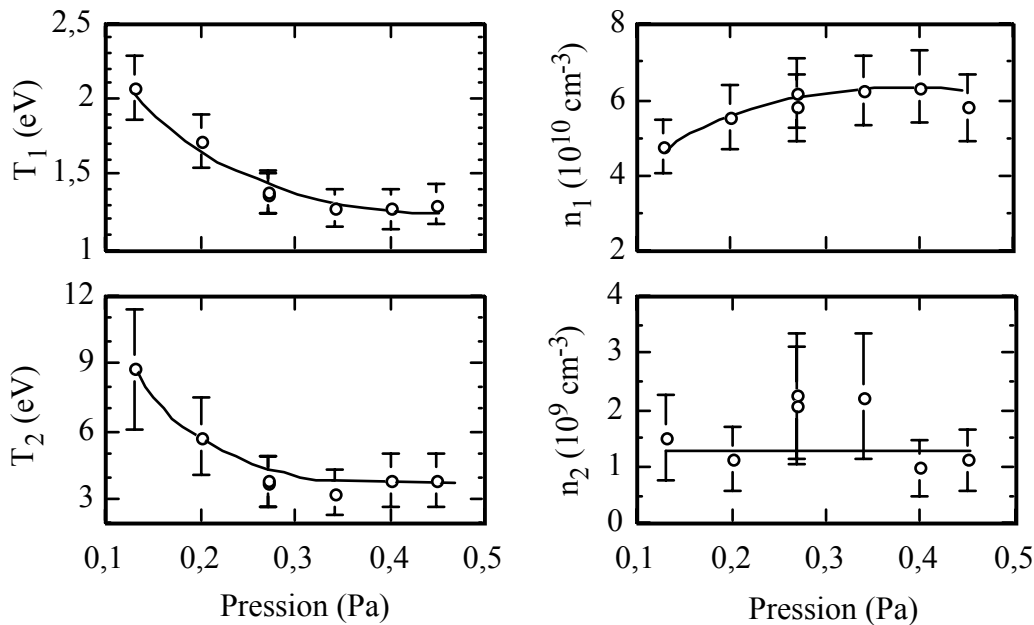 2,5
2
1,5
1
T1 (eV)
8
6
4
2
n1 (10^10 cm-3)
12
9
6
3
T2 (eV)
0,1 0,2 0,3 0,4 0,5
Pression (Pa)
4
3
2
1
0
n2 (10^9 cm-3)
0,1 0,2 0,3 0,4 0,5
Pression (Pa)